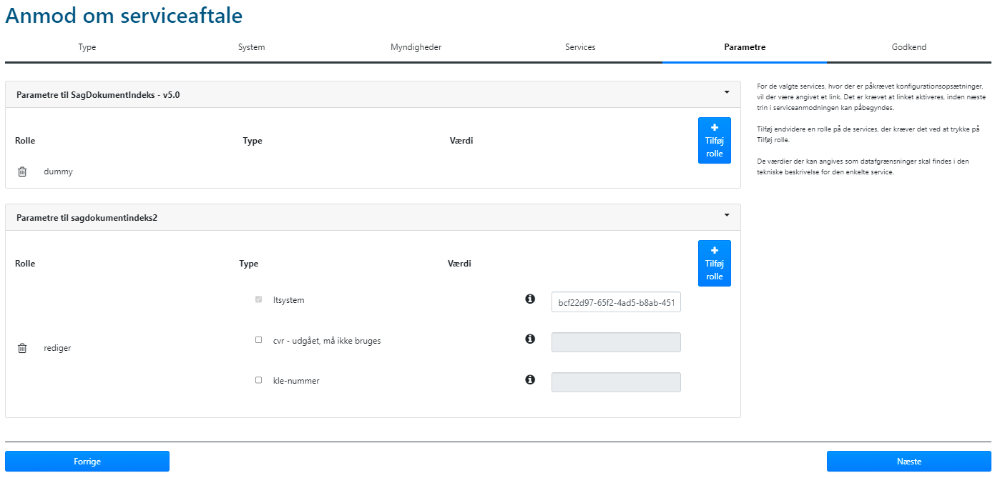 Anmod om serviceaftale
Type
System
Myndigheder
Services
Parametre
Godkend
Parametre til SagDokumentIndeks - v5.0
Rolle
Type
Værdi
Tilføj
rolle
dummy
Parametre til sagdokumentindeks2
Rolle
Type
Værdi
Tilføj
rolle
rediger
Itsystem
bcf22d97-65f2-4ad5-b8ab-451
cvr - udgået, må ikke bruges
kle-nummer
For de valgte services, hvor der er påkrævet konfigurationsopsætninger,
vil der være angivet et link. Det er krævet at linket aktiveres, inden næste
trin i serviceanmodningen kan påbegyndes.
Tilføj endvidere en rolle på de services, der kræver det ved at trykke på
Tilføj rolle.
De værdier der kan angives som datafgrænsninger skal findes i den
tekniske beskrivelse for den enkelte service.
Forrige
Næste